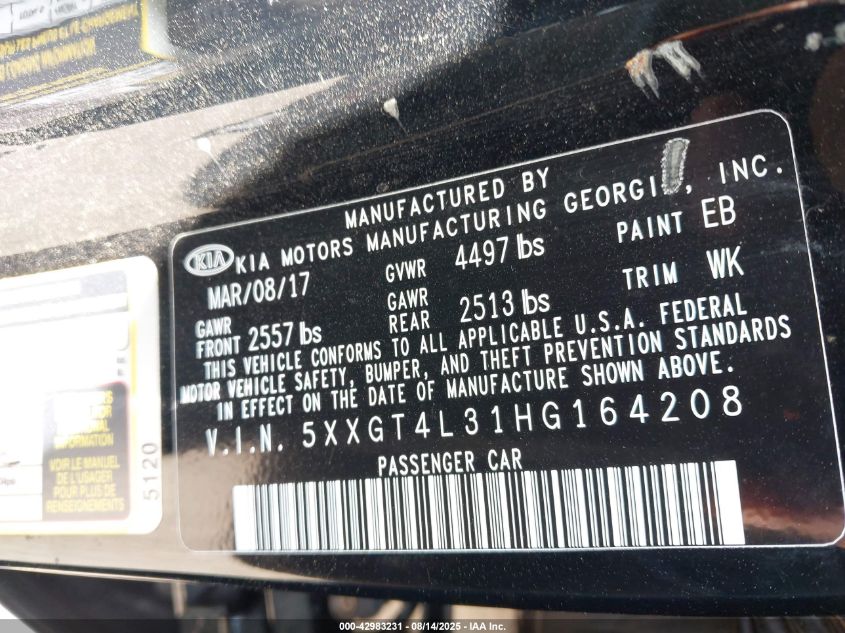 MANUFACTURED BY
KIA KIA MOTORS MANUFACTURING GEORGI , INC.
MAR/08/17 GVWR 4497 lbs PAINT EB
GAWR FRONT 2557 lbs GAWR REAR 2513 lbs TRIM WK
THIS VEHICLE CONFORMS TO ALL APPLICABLE U.S.A. FEDERAL
MOTOR VEHICLE SAFETY, BUMPER, AND THEFT PREVENTION STANDARDS
IN EFFECT ON THE DATE OF MANUFACTURE SHOWN ABOVE.
V.I.N. 5XXGT4L31HG164208
PASSENGER CAR
INFORMATION
VOIR LE MANUEL
DE L'USAGER
POUR PLUS DE
RENSEIGNEMENTS
5120
000-42983231 - 08/14/2025 - IAA Inc.